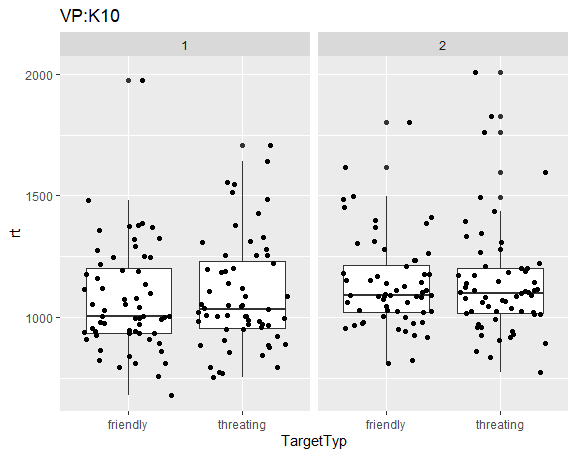 VP:K10
1 2
rt
2000
1500
1000
friendly threating friendly threating
TargetTyp